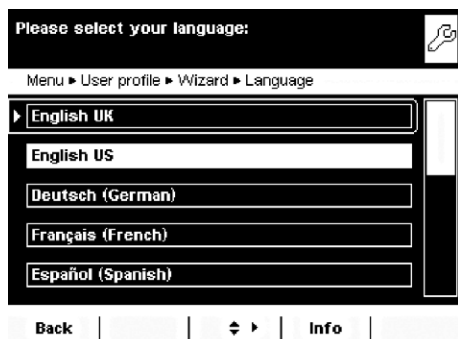 Please select your language:
Menu ▸ User profile ▸ Wizard ▸ Language
English UK
English US
Deutsch (German)
Français (French)
Español (Spanish)
Back
Info